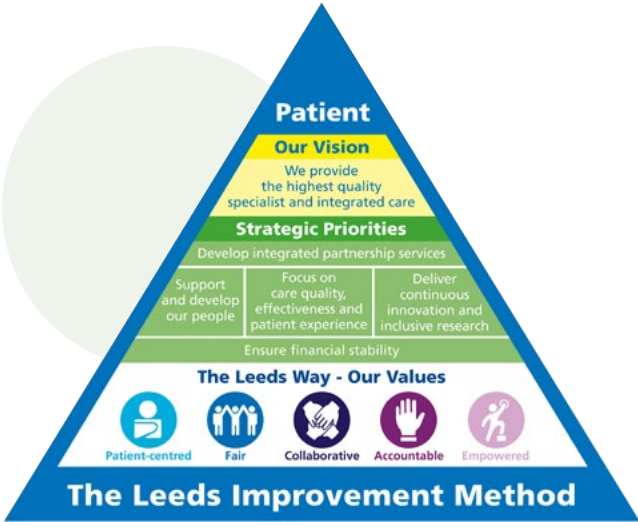 Patient
Our Vision
We provide
the highest quality
specialist and integrated care
Strategic Priorities
Develop integrated partnership services
Support
and develop
our people
Focus on
care quality,
effectiveness and
patient experience
Deliver
continuous
innovation and
inclusive research
Ensure financial stability
The Leeds Way - Our Values
Patient-centred
Fair
Collaborative
Accountable
Empowered
The Leeds Improvement Method